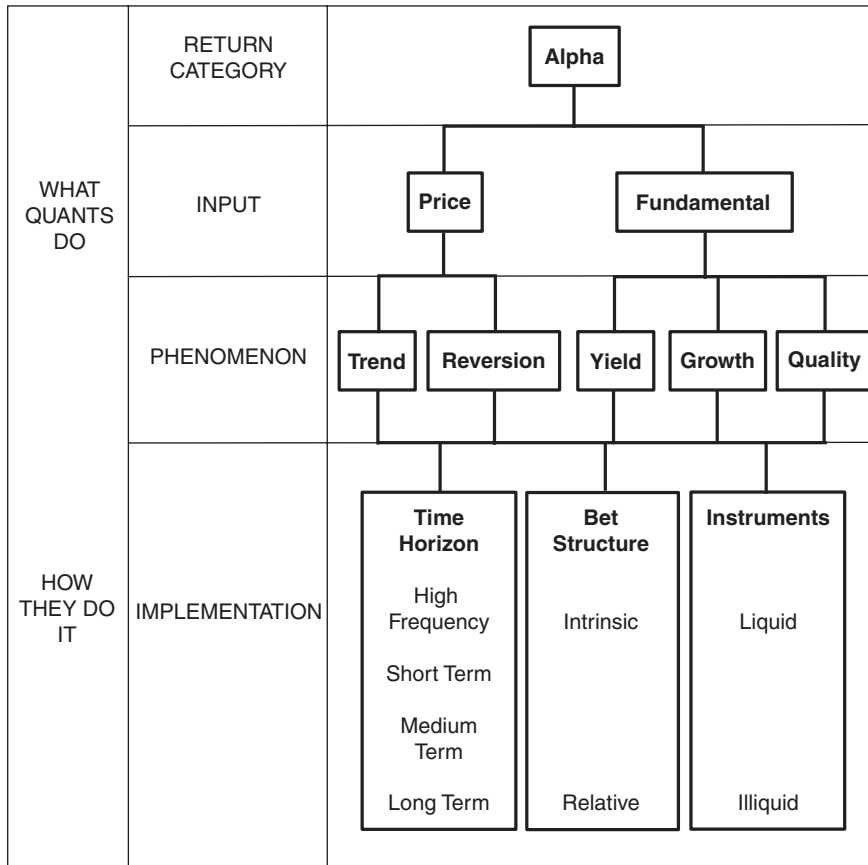 RETURN
CATEGORY
Alpha
WHAT
QUANTS
DO
INPUT
Price
Fundamental
PHENOMENON
Trend
Reversion
Yield
Growth
Quality
HOW
THEY DO
IT
IMPLEMENTATION
Time
Horizon
High
Frequency
Short Term
Medium
Term
Long Term
Bet
Structure
Intrinsic
Relative
Instruments
Liquid
Illiquid